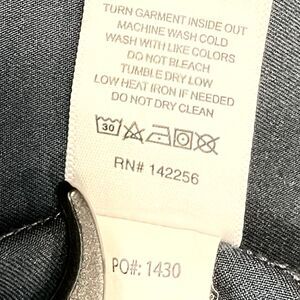 TURN GARMENT INSIDE OUT
MACHINE WASH COLD
WASH WITH LIKE COLORS
DO NOT BLEACH
TUMBLE DRY LOW
LOW HEAT IRON IF NEEDED
DO NOT DRY CLEAN
30
RN# 142256
PO#: 1430